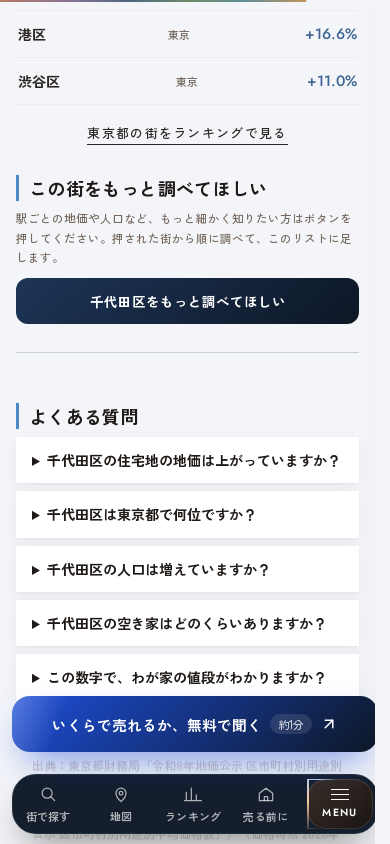 港区 東京 +16.6%
渋谷区 東京 +11.0%
東京都の街をランキングで見る
この街をもっと調べてほしい
駅ごとの地価や人口など、もっと細かく知りたい方はボタンを
押してください。押された街から順に調べて、このリストに足
します。
千代田区をもっと調べてほしい
よくある質問
▶ 千代田区の住宅地の地価は上がっていますか？
▶ 千代田区は東京都で何位ですか？
▶ 千代田区の人口は増えていますか？
▶ 千代田区の空き家はどのくらいありますか？
▶ この数字で、わが家の値段がわかりますか？
いくらで売れるか、無料で聞く 約1分
出典：東京都財務局「令和8年地価公示 区市町村別用途別
街で探す 地図 ランキング 売る前に MENU